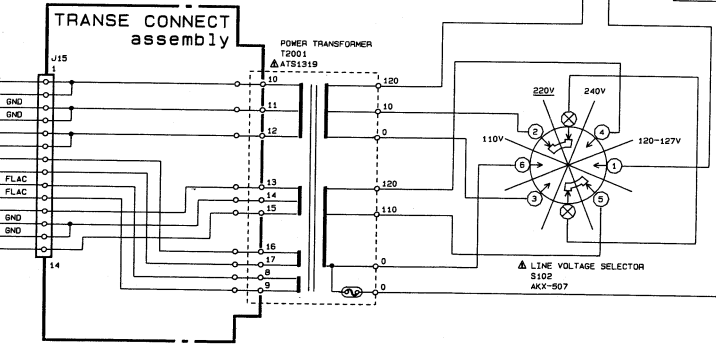 TRANSE CONNECT
assembly
J15
1
GND
GND
FLAC
FLAC
GND
GND
14
10
11
12
13
14
15
16
17
8
9
POWER TRANSFORMER
T2001
⚠ ATS1319
120
10
0
120
110
0
0
220V
240V
110V
120-127V
2
4
6
1
3
5
⚠ LINE VOLTAGE SELECTOR
S102
AKX-507